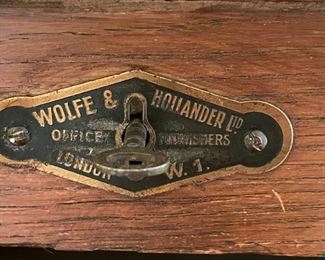 WOLFE & HOLLANDER LTD
OFFICE FURNISHERS
LONDON W.1.